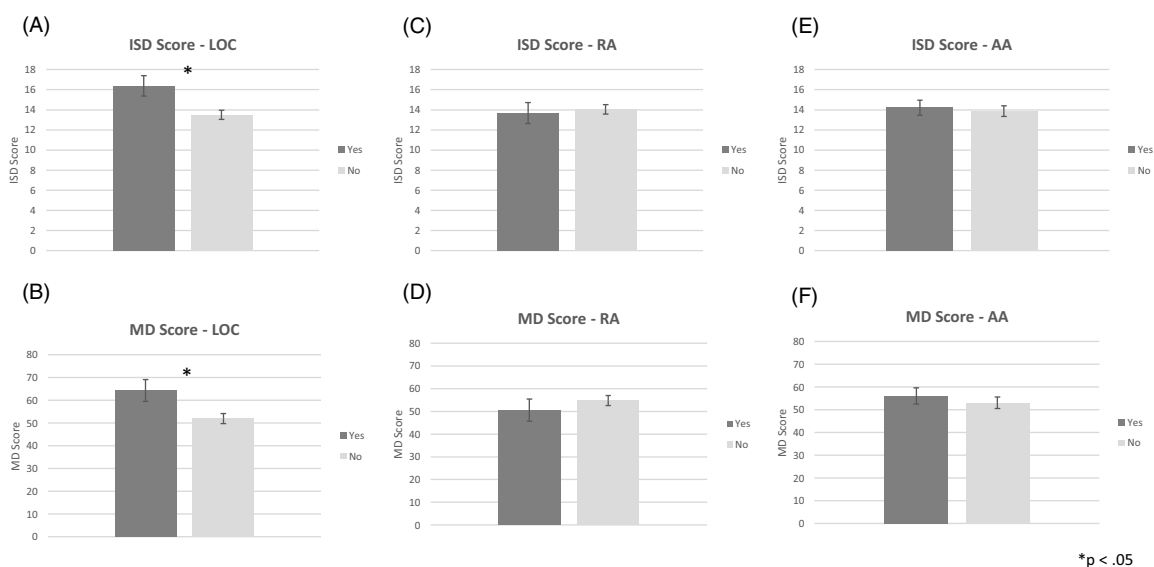 (A)
ISD Score - LOC
18
16
14
12
10
8
6
4
2
0
ISD Score
*
Yes
No
(C)
ISD Score - RA
18
16
14
12
10
8
6
4
2
0
ISD Score
Yes
No
(E)
ISD Score - AA
18
16
14
12
10
8
6
4
2
0
ISD Score
Yes
No
(B)
MD Score - LOC
80
70
60
50
40
30
20
10
0
MD Score
*
Yes
No
(D)
MD Score - RA
80
70
60
50
40
30
20
10
0
MD Score
Yes
No
(F)
MD Score - AA
80
70
60
50
40
30
20
10
0
MD Score
Yes
No
*p < .05